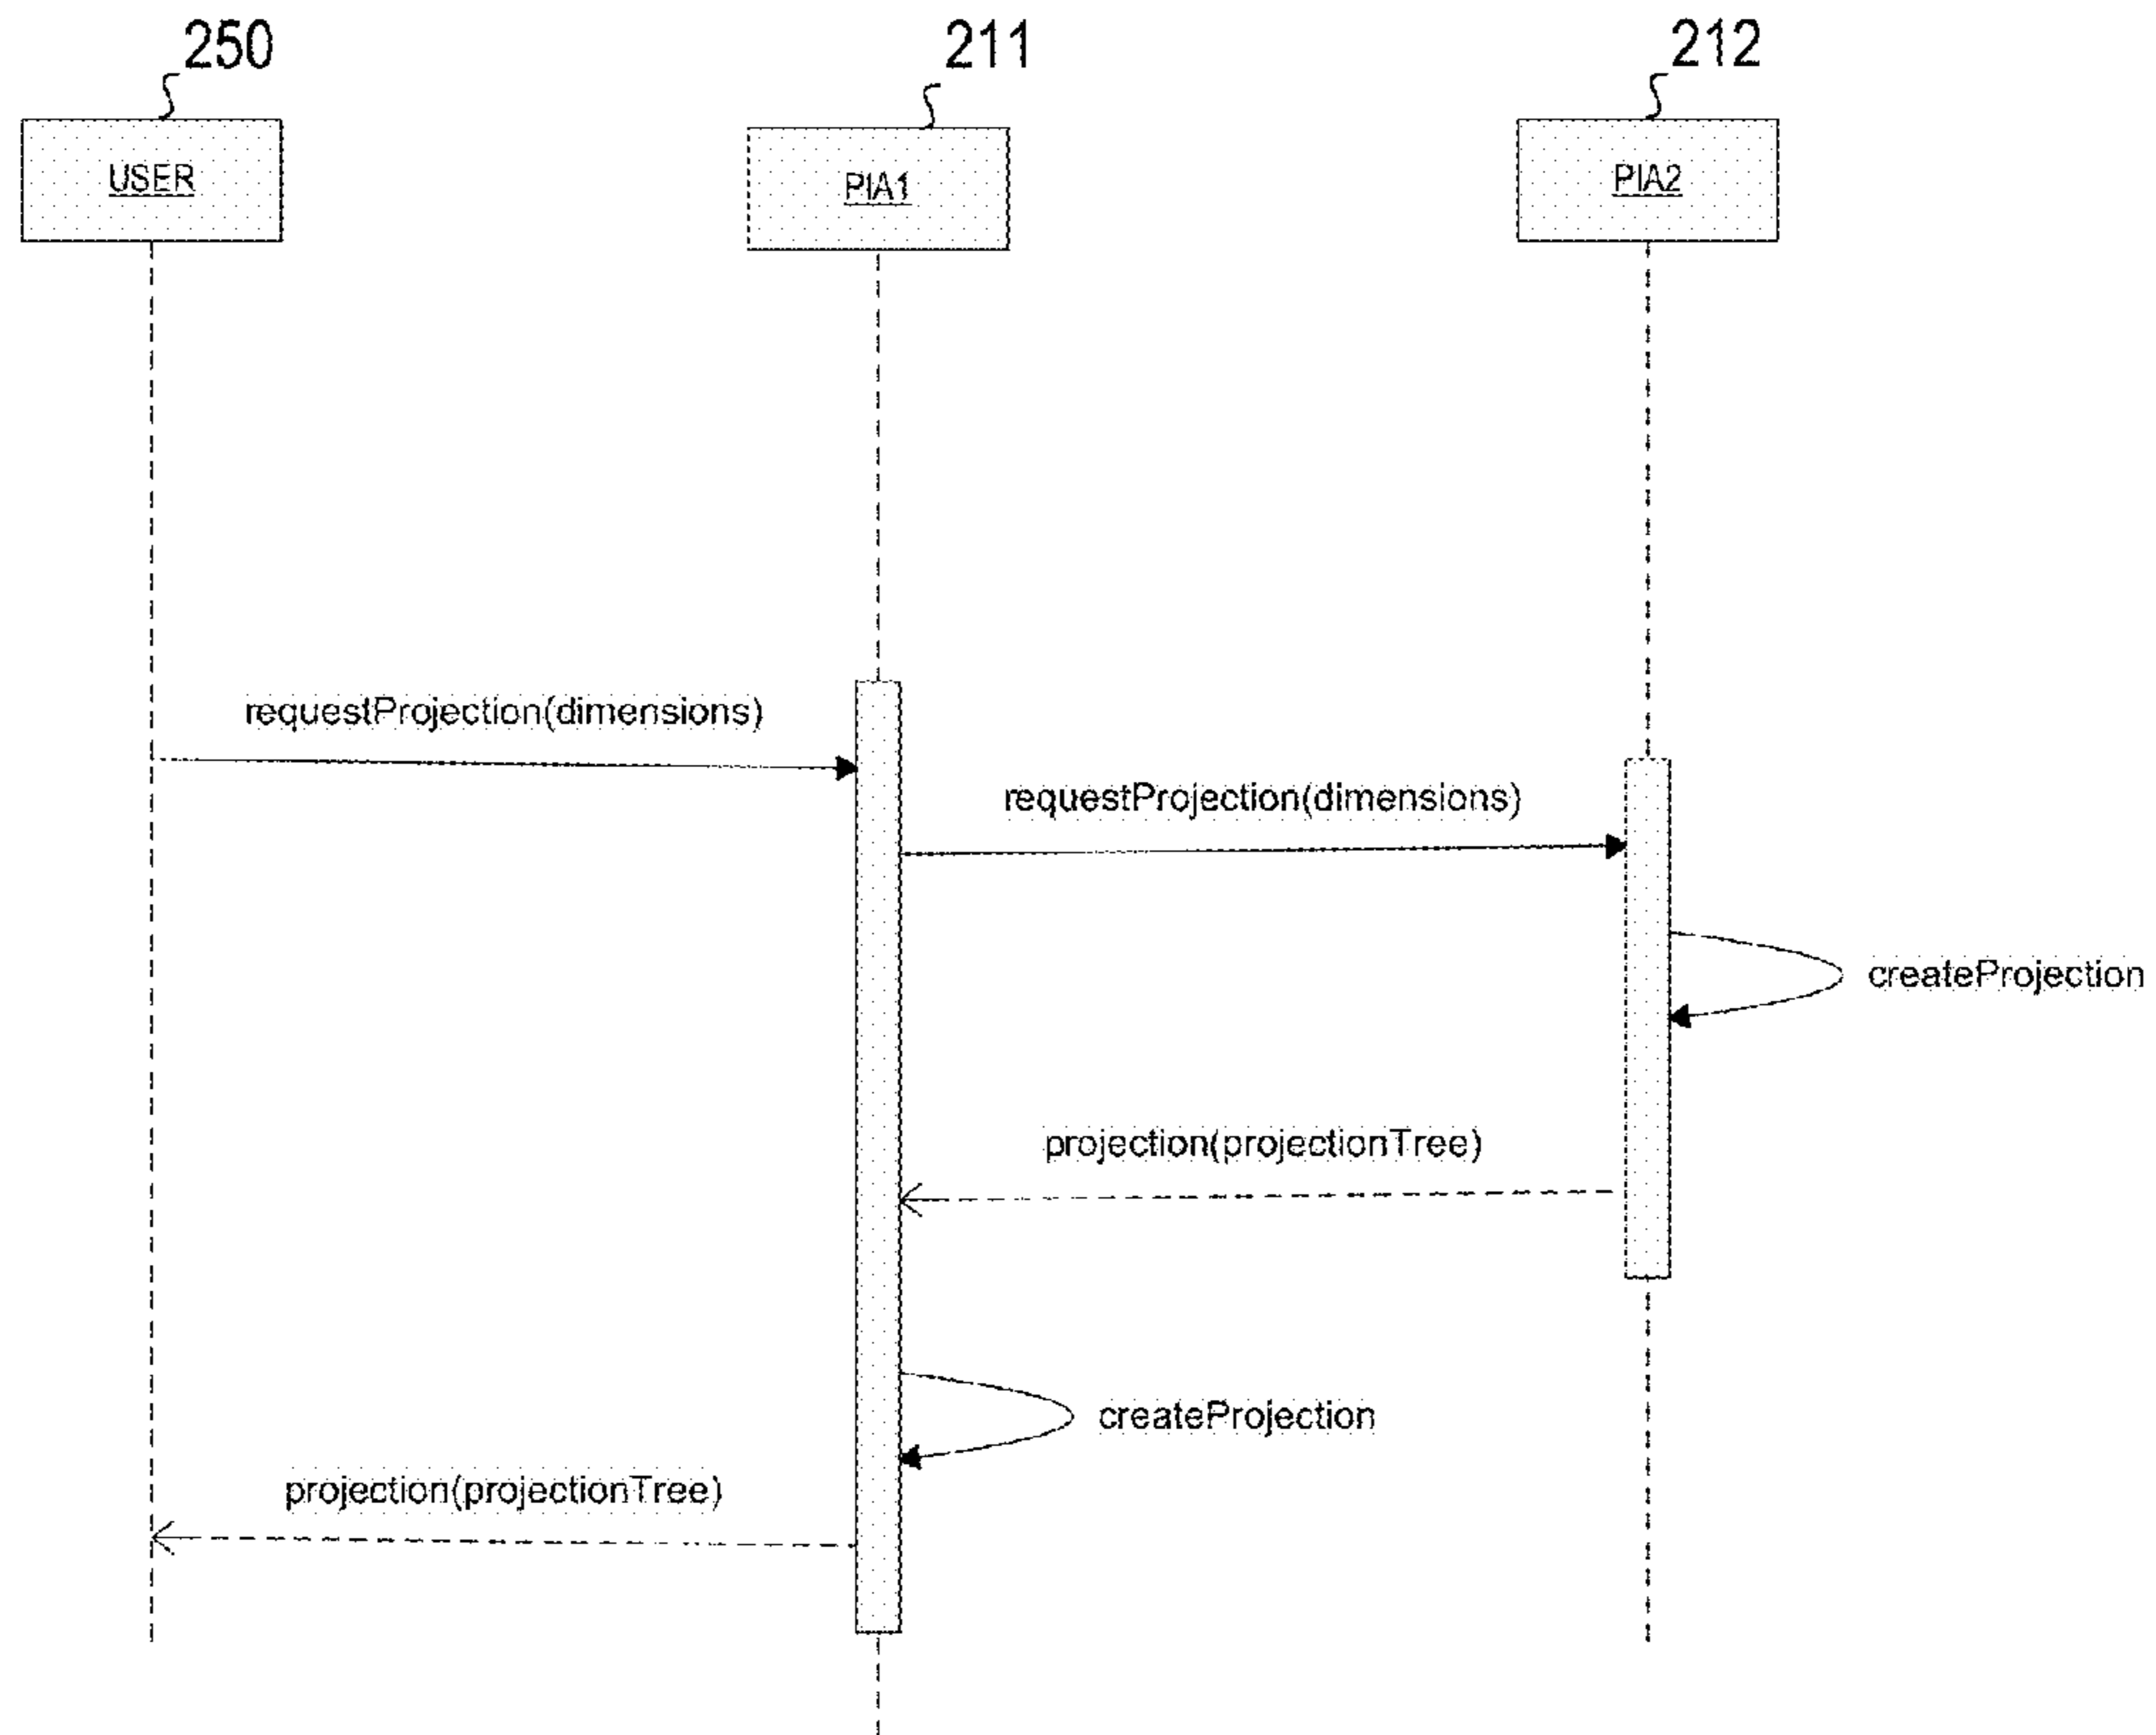 250
211
212
USER
PIA1
PIA2
requestProjection(dimensions)
requestProjection(dimensions)
createProjection
projection(projectionTree)
createProjection
projection(projectionTree)